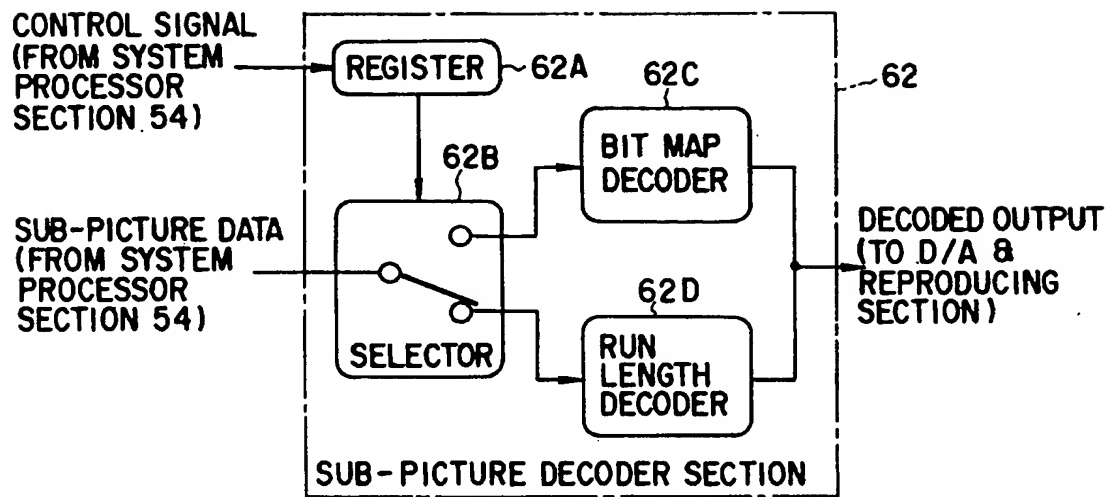 CONTROL SIGNAL
(FROM SYSTEM
PROCESSOR
SECTION 54)
REGISTER
62A
62B
62C
62
BIT MAP
DECODER
SUB-PICTURE DATA
(FROM SYSTEM
PROCESSOR
SECTION 54)
SELECTOR
62D
RUN
LENGTH
DECODER
DECODED OUTPUT
(TO D/A &
REPRODUCING
SECTION)
SUB-PICTURE DECODER SECTION